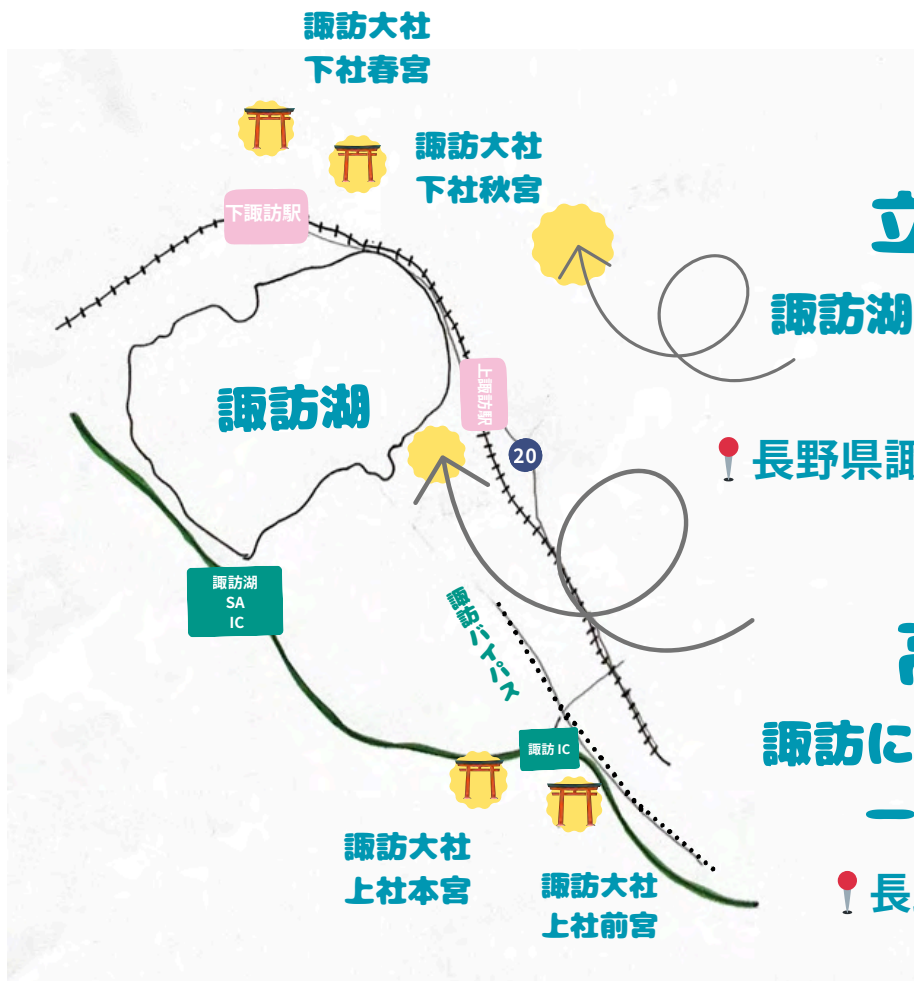 諏訪大社
下社春宮
諏訪大社
下社秋宮
下諏訪駅
立
諏訪湖
諏訪湖
上諏訪駅
20
長野県諏
諏訪湖
SA
IC
諏訪バイパス
高
諏訪に
諏訪 IC
一
諏訪大社
上社本宮
長
諏訪大社
上社前宮